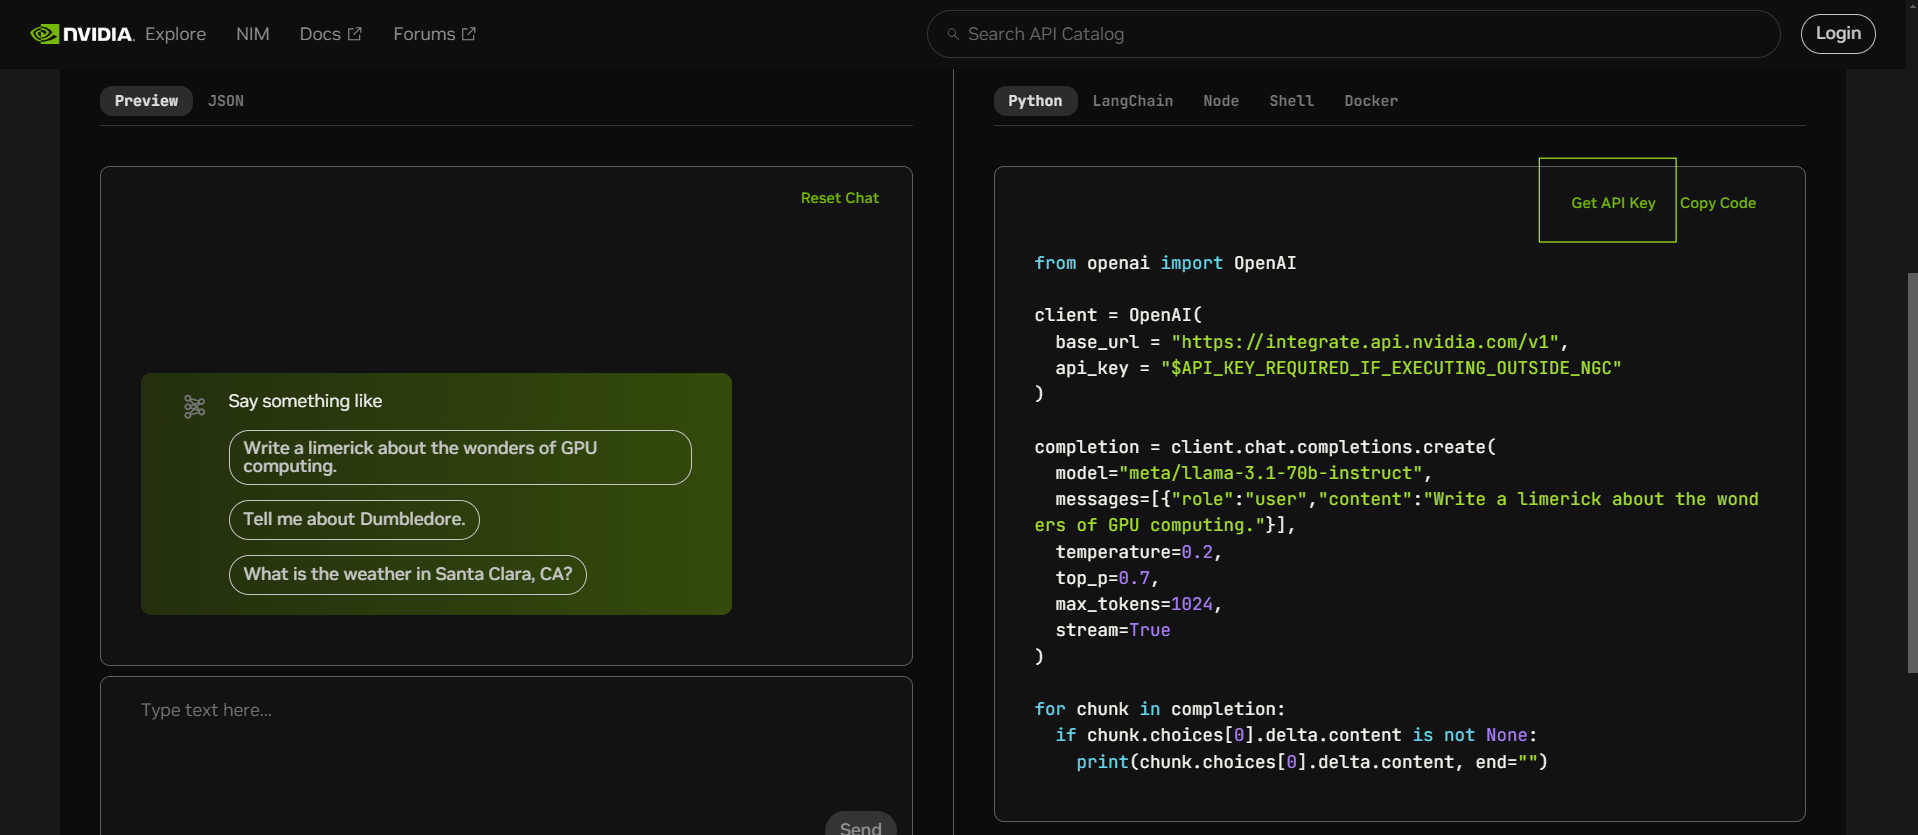 NVIDIA. Explore NIM Docs Forums Search API Catalog Login
Preview JSON
Reset Chat
Say something like
Write a limerick about the wonders of GPU
computing.
Tell me about Dumbledore.
What is the weather in Santa Clara, CA?
Type text here...
Send
Python LangChain Node Shell Docker
Get API Key Copy Code
from openai import OpenAI
client = OpenAI(
  base_url = "https://integrate.api.nvidia.com/v1",
  api_key = "$API_KEY_REQUIRED_IF_EXECUTING_OUTSIDE_NGC"
)
completion = client.chat.completions.create(
  model="meta/llama-3.1-70b-instruct",
  messages=[{"role":"user","content":"Write a limerick about the wond
ers of GPU computing."}],
  temperature=0.2,
  top_p=0.7,
  max_tokens=1024,
  stream=True
)
for chunk in completion:
  if chunk.choices[0].delta.content is not None:
    print(chunk.choices[0].delta.content, end="")